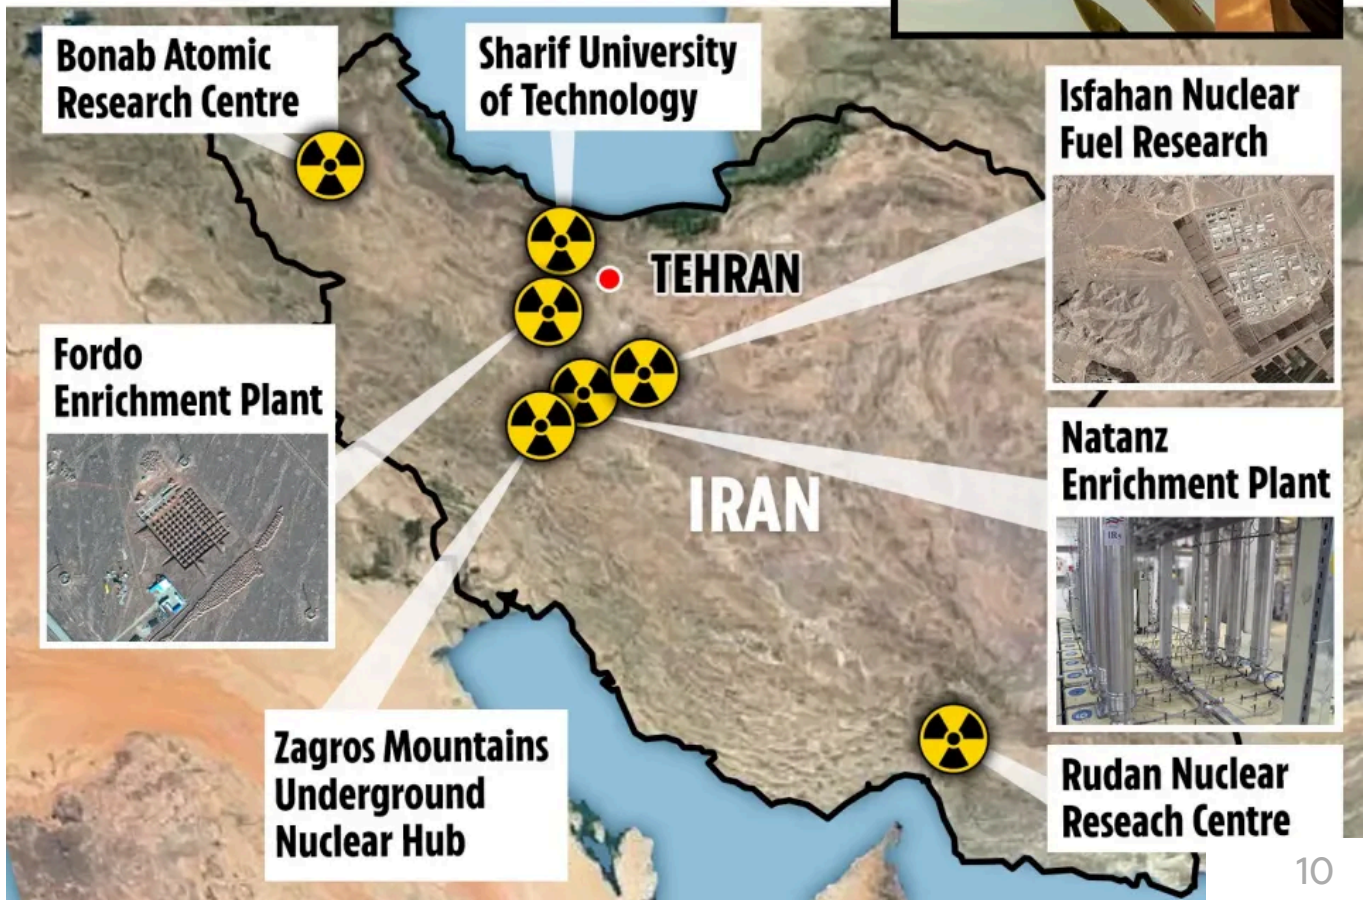 Bonab Atomic
Research Centre
Sharif University
of Technology
Isfahan Nuclear
Fuel Research
TEHRAN
Fordo
Enrichment Plant
Natanz
Enrichment Plant
IRAN
IR6
Zagros Mountains
Underground
Nuclear Hub
Rudan Nuclear
Reseach Centre
10